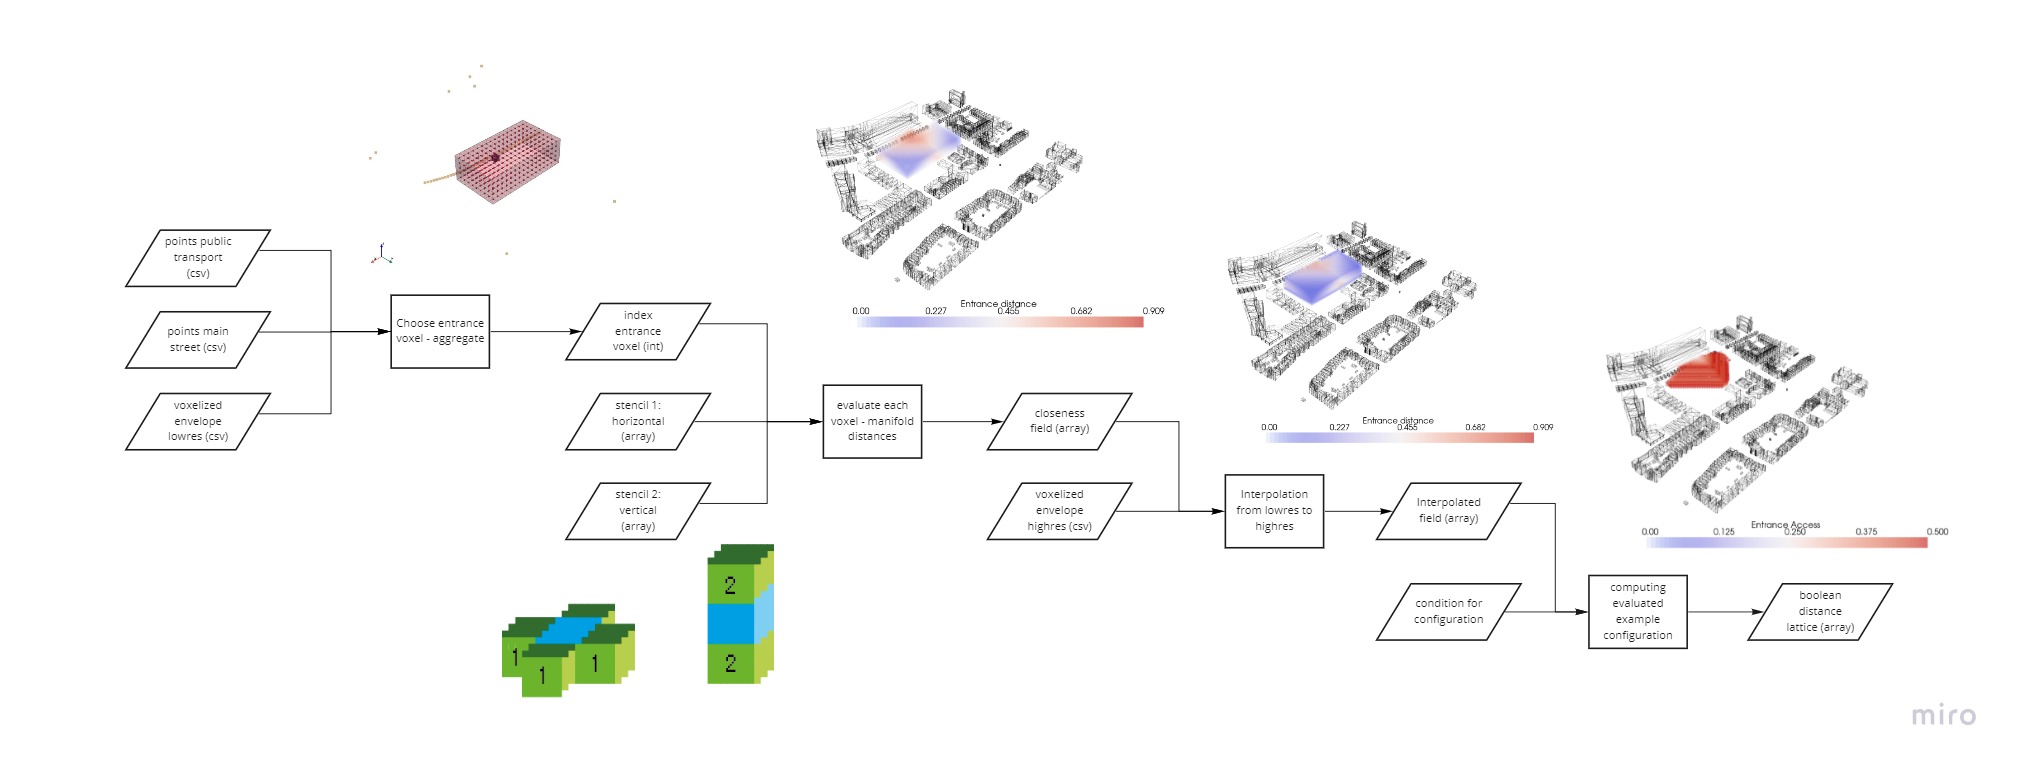 points public
transport
(csv)
points main
street (csv)
voxelized
envelope
lowres (csv)
Choose entrance
voxel - aggregate
index
entrance
voxel (int)
stencil 1:
horizontal
(array)
stencil 2:
vertical
(array)
1
1
1
2
2
evaluate each
voxel - manifold
distances
Entrance distance
0.00 0.227 0.455 0.682 0.909
closeness
field (array)
voxelized
envelope
highres (csv)
Interpolation
from lowres to
highres
Entrance distance
0.00 0.227 0.455 0.682 0.909
Interpolated
field (array)
condition for
configuration
computing
evaluated
example
configuration
Entrance Access
0.00 0.125 0.250 0.375 0.500
boolean
distance
lattice (array)
miro